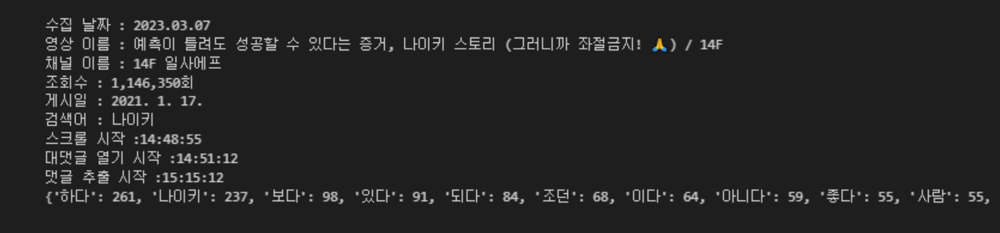 수집 날짜 : 2023.03.07
영상 이름 : 예측이 틀려도 성공할 수 있다는 증거, 나이키 스토리 (그러니까 좌절금지! 🙏) / 14F
채널 이름 : 14F 일사에프
조회수 : 1,146,350회
게시일 : 2021. 1. 17.
검색어 : 나이키
스크롤 시작 :14:48:55
대댓글 열기 시작 :14:51:12
댓글 추출 시작 :15:15:12
{'하다': 261, '나이키': 237, '보다': 98, '있다': 91, '되다': 84, '조던': 68, '이다': 64, '아니다': 59, '좋다': 55, '사람': 55,